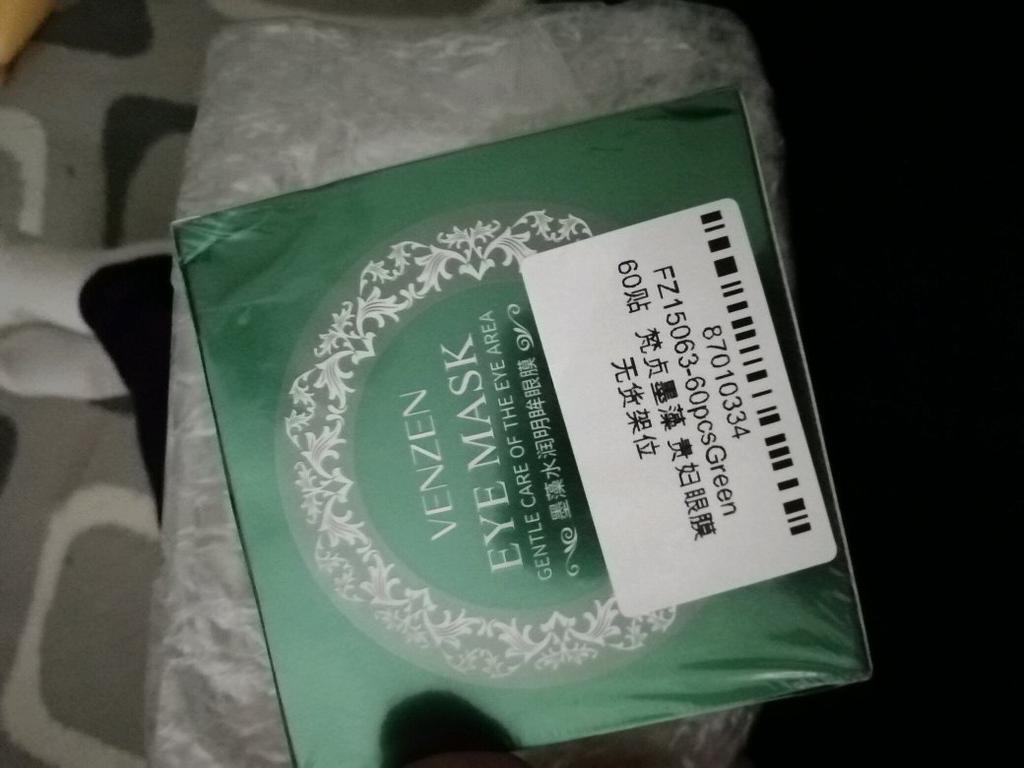 VENZEN
EYE MASK
GENTLE CARE OF THE EYE AREA
墨藻水润明眸眼膜
87010334
FZ15063-60pcsGreen
60贴 梵贞墨藻 贵妇眼膜
无货架位